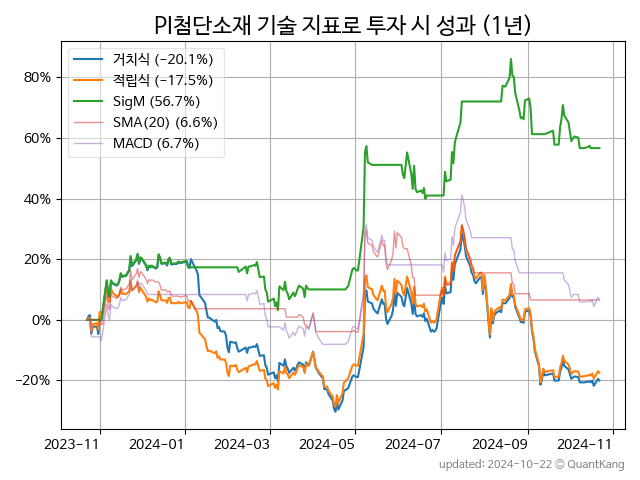 PI첨단소재 기술 지표로 투자 시 성과 (1년)
거치식 (-20.1%)
적립식 (-17.5%)
SigM (56.7%)
SMA(20) (6.6%)
MACD (6.7%)
80%
60%
40%
20%
0%
-20%
2023-11 2024-01 2024-03 2024-05 2024-07 2024-09 2024-11
updated: 2024-10-22 © QuantKang